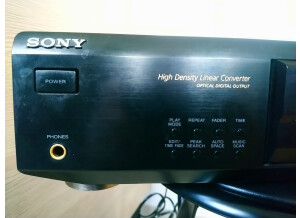 SONY
POWER
High Density Linear Converter
OPTICAL DIGITAL OUTPUT
PLAY MODE REPEAT FADER TIME
EDIT/TIME FADE PEAK SEARCH AUTO SPACE MUSIC SCAN
PHONES